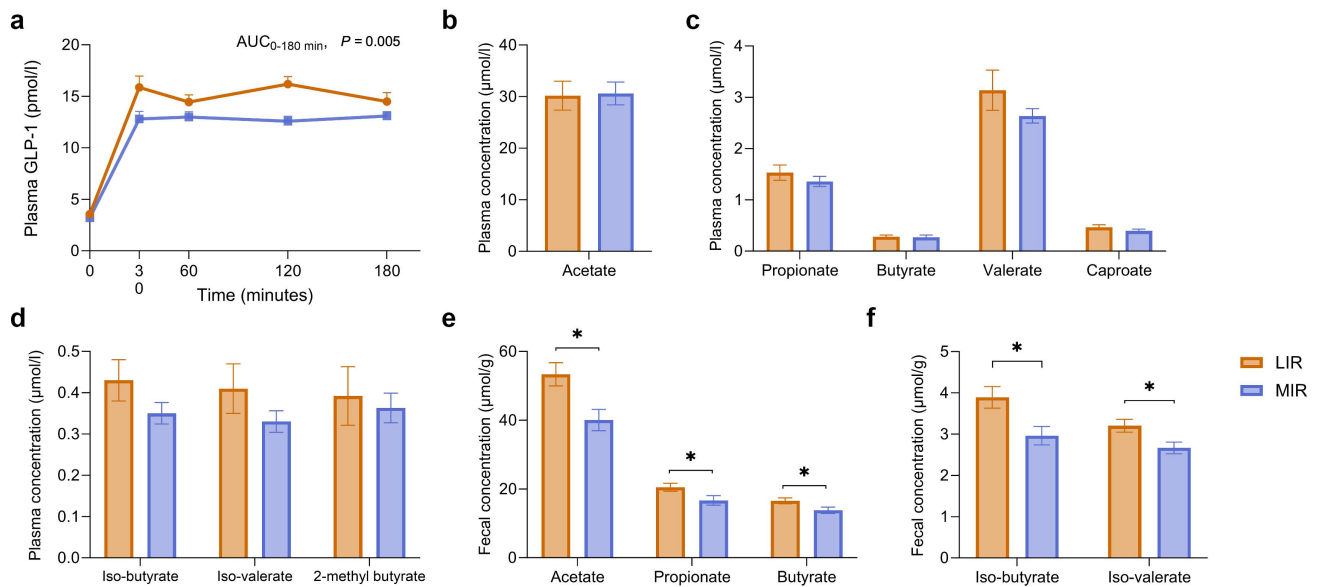 a
AUC0-180 min, P = 0.005
Plasma GLP-1 (pmol/l)
20
15
10
5
0
0
3
0
60
120
180
Time (minutes)
b
Plasma concentration (μmol/l)
40
30
20
10
0
Acetate
c
Plasma concentration (μmol/l)
4
3
2
1
0
Propionate Butyrate Valerate Caproate
d
Plasma concentration (μmol/l)
0.5
0.4
0.3
0.2
0.1
0.0
Iso-butyrate Iso-valerate 2-methyl butyrate
e
Fecal concentration (μmol/g)
60
40
20
0
*
*
*
Acetate Propionate Butyrate
f
Fecal concentration (μmol/g)
5
4
3
2
1
0
*
*
Iso-butyrate Iso-valerate
LIR
MIR